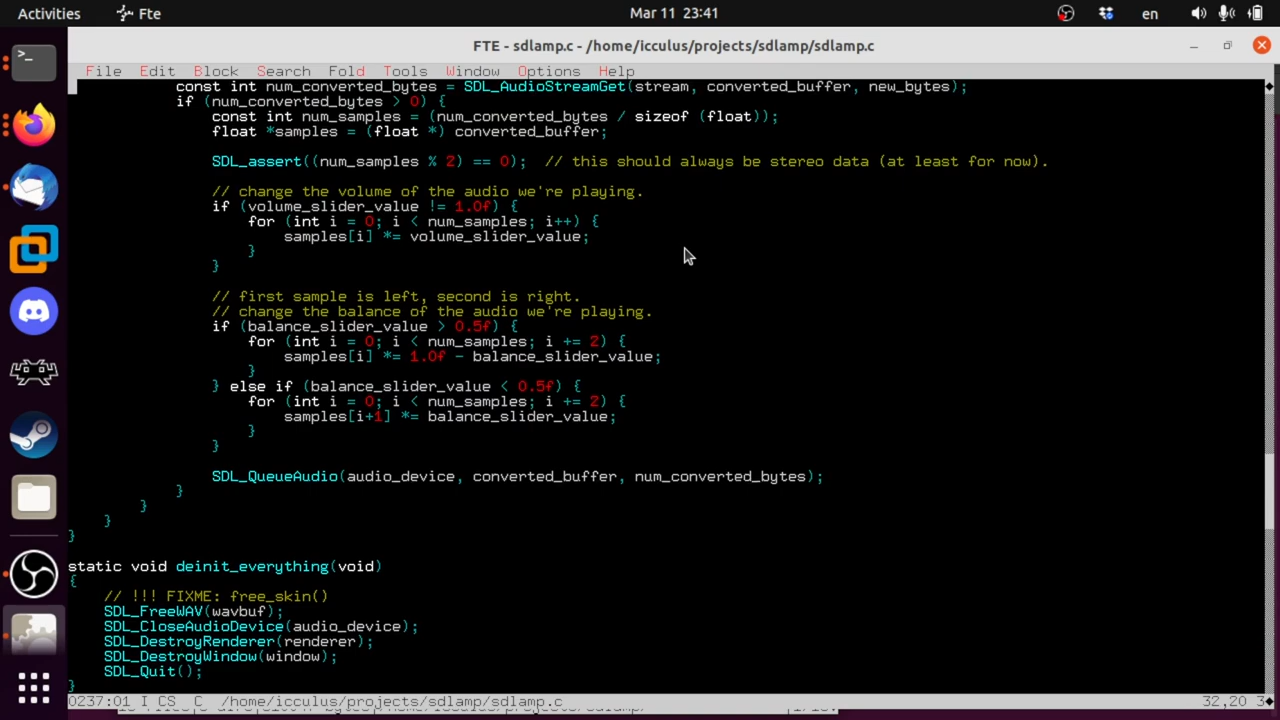 Activities Fte Mar 11 23:41 en
FTE - sdlamp.c - /home/icculus/projects/sdlamp/sdlamp.c
File Edit Block Search Fold Tools Window Options Help
const int num_converted_bytes = SDL_AudioStreamGet(stream, converted_buffer, new_bytes);
if (num_converted_bytes > 0) {
const int num_samples = (num_converted_bytes / sizeof (float));
float *samples = (float *) converted_buffer;
SDL_assert((num_samples % 2) == 0); // this should always be stereo data (at least for now).
// change the volume of the audio we're playing.
if (volume_slider_value != 1.0f) {
for (int i = 0; i < num_samples; i++) {
samples[i] *= volume_slider_value;
}
}
// first sample is left, second is right.
// change the balance of the audio we're playing.
if (balance_slider_value > 0.5f) {
for (int i = 0; i < num_samples; i += 2) {
samples[i] *= 1.0f - balance_slider_value;
}
} else if (balance_slider_value < 0.5f) {
for (int i = 0; i < num_samples; i += 2) {
samples[i+1] *= balance_slider_value;
}
}
SDL_QueueAudio(audio_device, converted_buffer, num_converted_bytes);
}
}
}
}
static void deinit_everything(void)
{
// !!! FIXME: free_skin()
SDL_FreeWAV(wavbuf);
SDL_CloseAudioDevice(audio_device);
SDL_DestroyRenderer(renderer);
SDL_DestroyWindow(window);
SDL_Quit();
}
0237:01 I CS C /home/icculus/projects/sdlamp/sdlamp.c 32,20 3